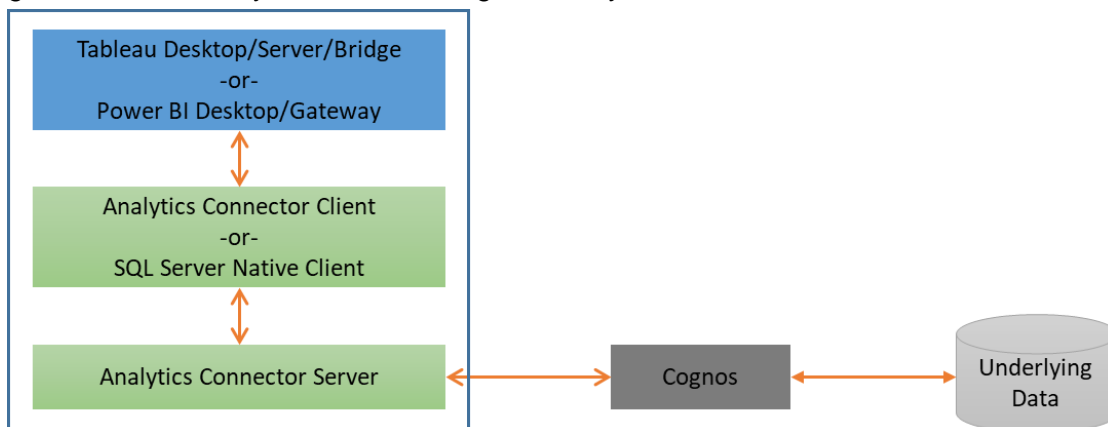 Tableau Desktop/Server/Bridge
-or-
Power BI Desktop/Gateway
Analytics Connector Client
-or-
SQL Server Native Client
Analytics Connector Server
Cognos
Underlying
Data